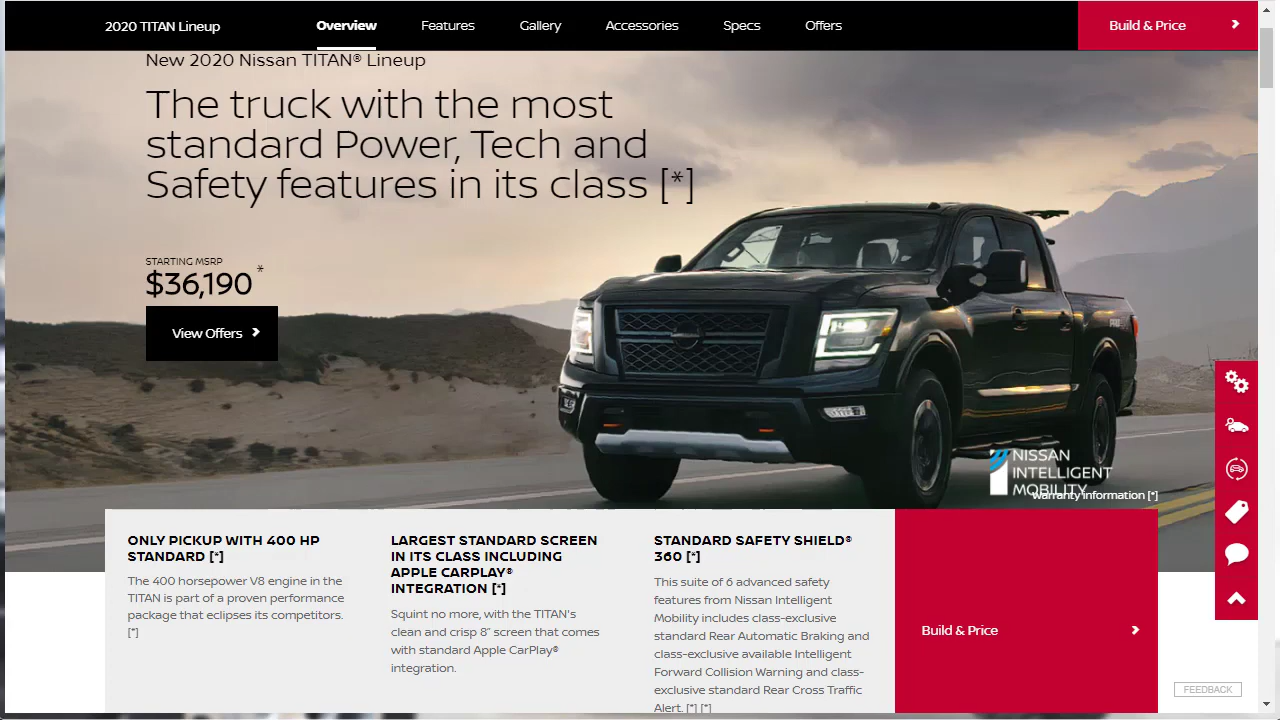 2020 TITAN Lineup
Overview
Features
Gallery
Accessories
Specs
Offers
Build & Price
New 2020 Nissan TITAN® Lineup
The truck with the most
standard Power, Tech and
Safety features in its class [*]
STARTING MSRP
$36,190 *
View Offers
NISSAN
INTELLIGENT
MOBILITY
warranty information [*]
ONLY PICKUP WITH 400 HP
STANDARD [*]
The 400 horsepower V8 engine in the
TITAN is part of a proven performance
package that eclipses its competitors.
[*]
LARGEST STANDARD SCREEN
IN ITS CLASS INCLUDING
APPLE CARPLAY®
INTEGRATION [*]
Squint no more, with the TITAN's
clean and crisp 8" screen that comes
with standard Apple CarPlay®
integration.
STANDARD SAFETY SHIELD®
360 [*]
This suite of 6 advanced safety
features from Nissan Intelligent
Mobility includes class-exclusive
standard Rear Automatic Braking and
class-exclusive available Intelligent
Forward Collision Warning and class-
exclusive standard Rear Cross Traffic
Alert. [*] [*]
Build & Price
FEEDBACK